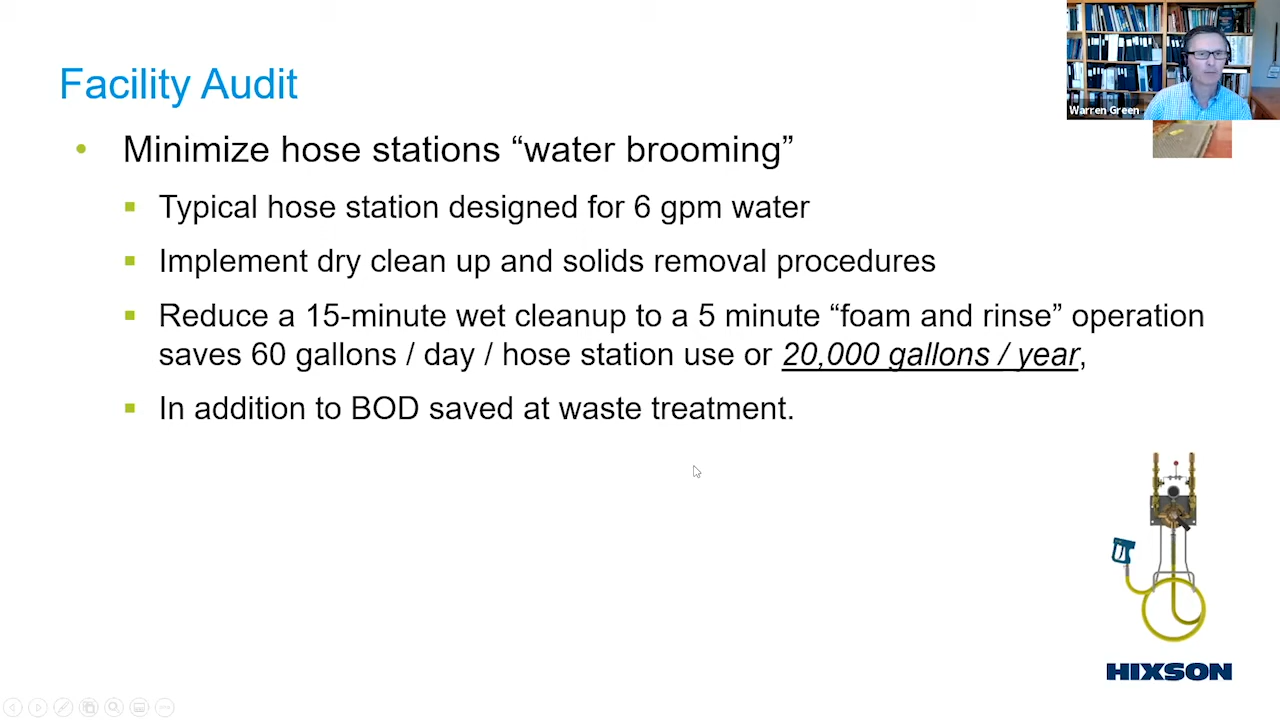 Warren Green
Facility Audit
• Minimize hose stations “water brooming”
▪ Typical hose station designed for 6 gpm water
▪ Implement dry clean up and solids removal procedures
▪ Reduce a 15-minute wet cleanup to a 5 minute “foam and rinse” operation
saves 60 gallons / day / hose station use or 20,000 gallons / year,
▪ In addition to BOD saved at waste treatment.
HIXSON